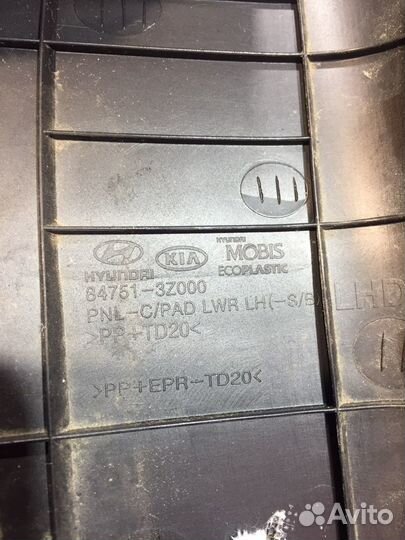 HYUNDAI KIA HYUNDAI MOBIS ECOPLASTIC
84751-3Z000
PNL-C/PAD LWR LH(-S/B
LHD
>PP+TD20<
>PP+EPR-TD20<
Avito